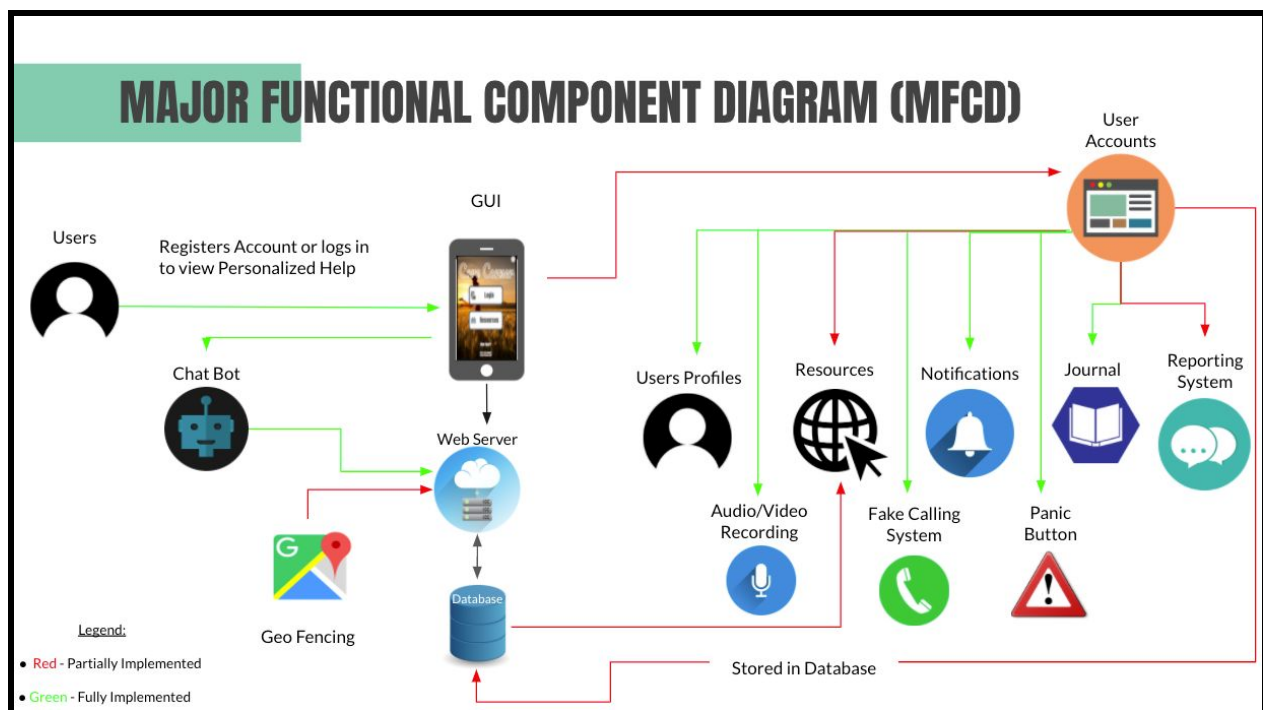 MAJOR FUNCTIONAL COMPONENT DIAGRAM (MFCD)
User
Accounts
GUI
Users
Registers Account or logs in
to view Personalized Help
Login
Resources
Chat Bot
Users Profiles
Resources
Notifications
Journal
Reporting
System
Web Server
Audio/Video
Recording
Fake Calling
System
Panic
Button
G
Database
Geo Fencing
Legend:
● Red - Partially Implemented
● Green - Fully Implemented
Stored in Database